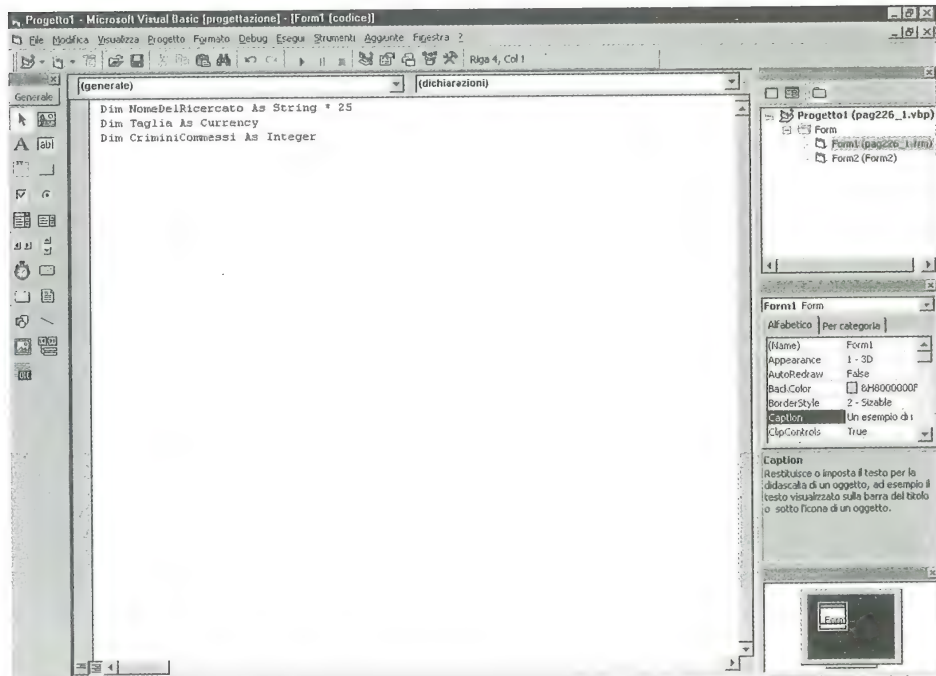 Progetto1 - Microsoft Visual Basic [progettazione] - [Form1 (codice)]
File Modifica Visualizza Progetto Formato Debug Esegui Strumenti Aggiunte Finestra ?
Riga 4, Col 1
Generale
(generale) (dichiarazioni)
Dim NomeDelRicercato As String * 25
Dim Taglia As Currency
Dim CriminiCommessi As Integer
Progetto1 (pag226_1.vbp)
Form
Form1 (pag226_1.frm)
Form2 (Form2)
Form1 Form
Alfabetico Per categoria
(Name) Form1
Appearance 1 - 3D
AutoRedraw False
BackColor &H8000000F
BorderStyle 2 - Sizable
Caption Un esempio di
ClipControls True
Caption
Restituisce o imposta il testo per la
didascalia di un oggetto, ad esempio il
testo visualizzato sulla barra del titolo
o sotto l'icona di un oggetto.
Form